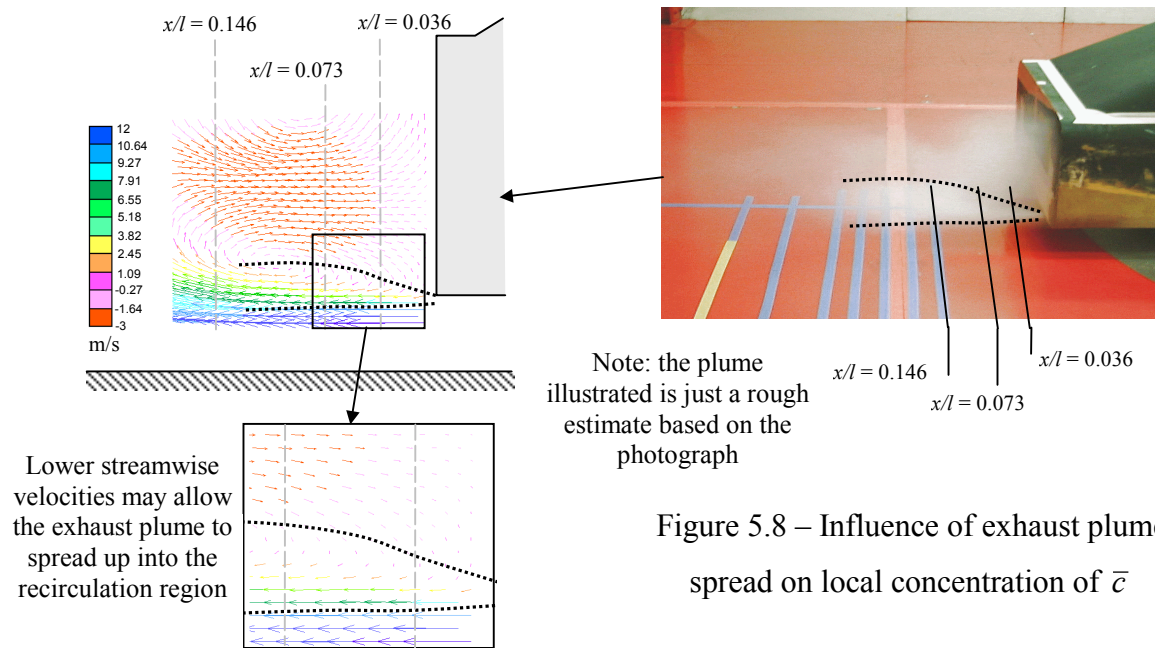 x/l = 0.146
x/l = 0.036
x/l = 0.073
12
10.64
9.27
7.91
6.55
5.18
3.82
2.45
1.09
-0.27
-1.64
-3
m/s
x/l = 0.036
x/l = 0.146
x/l = 0.073
Note: the plume
illustrated is just a rough
estimate based on the
photograph
Lower streamwise
velocities may allow
the exhaust plume to
spread up into the
recirculation region
Figure 5.8 – Influence of exhaust plume
spread on local concentration of c̅